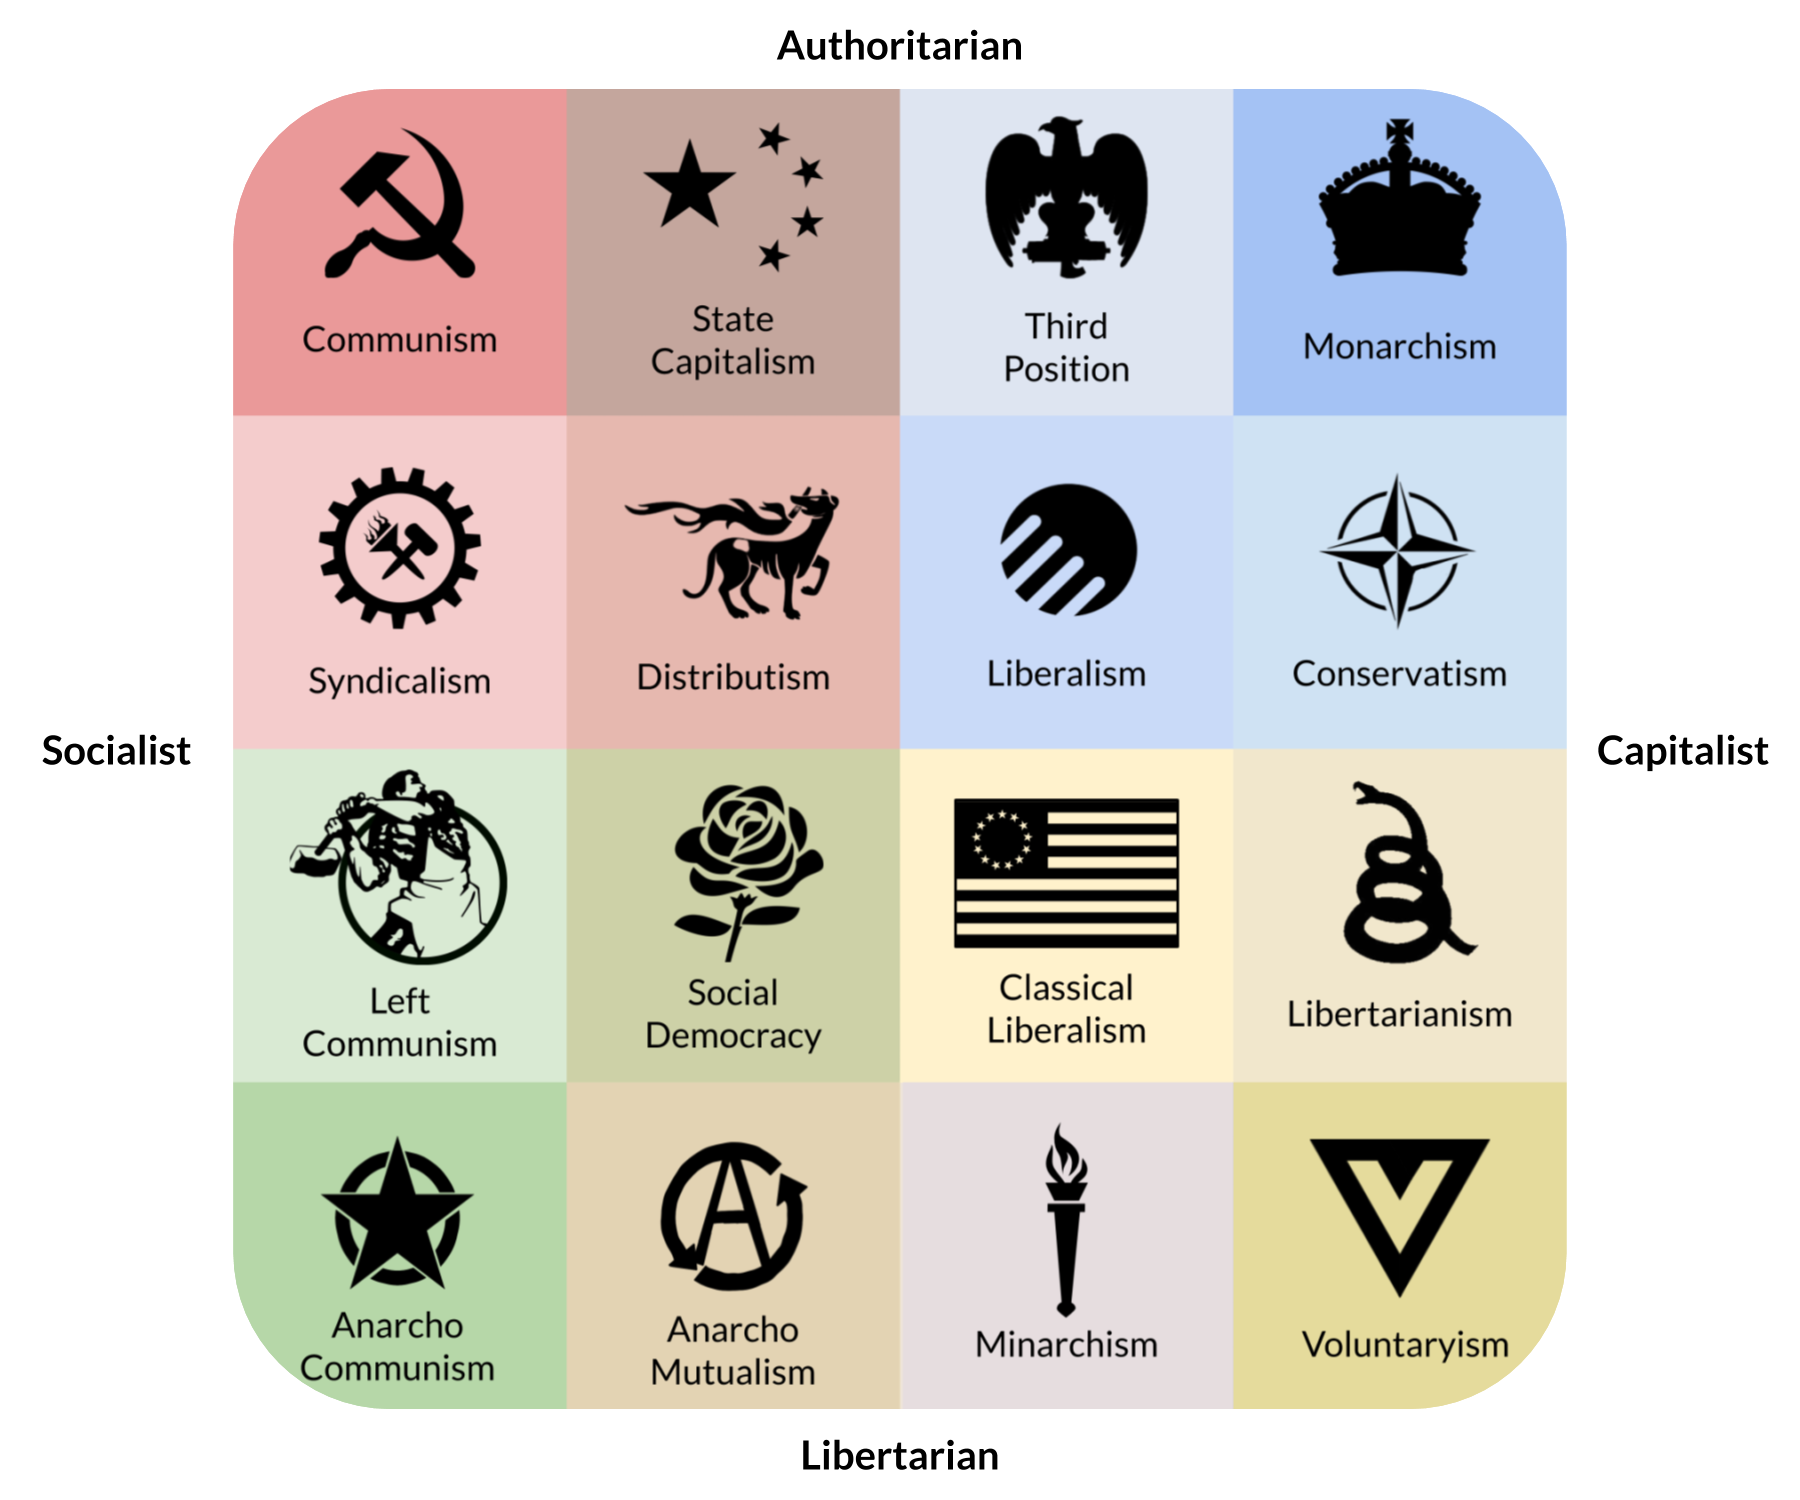 Authoritarian
Communism
State
Capitalism
Third
Position
Monarchism
Syndicalism
Distributism
Liberalism
Conservatism
Socialist
Capitalist
Left
Communism
Social
Democracy
Classical
Liberalism
Libertarianism
Anarcho
Communism
Anarcho
Mutualism
Minarchism
Voluntaryism
Libertarian